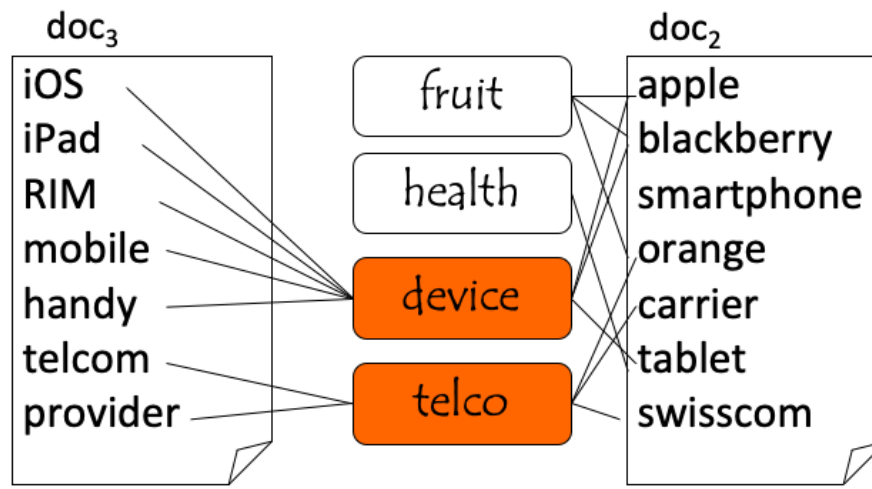 doc₃
iOS
iPad
RIM
mobile
handy
telcom
provider
fruit
health
device
telco
doc₂
apple
blackberry
smartphone
orange
carrier
tablet
swisscom